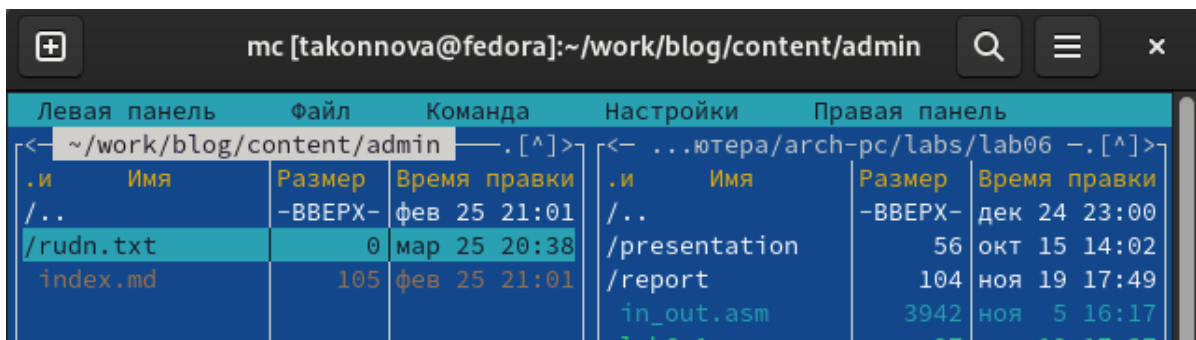 mc [takonnova@fedora]:~/work/blog/content/admin
Левая панель Файл Команда Настройки Правая панель
<─ ~/work/blog/content/admin ──.[^]>
<─ ...ютера/arch-pc/labs/lab06 ─.[^]>
.и Имя Размер Время правки
/.. -ВВЕРХ- фев 25 21:01
/rudn.txt 0 мар 25 20:38
index.md 105 фев 25 21:01
.и Имя Размер Время правки
/.. -ВВЕРХ- дек 24 23:00
/presentation 56 окт 15 14:02
/report 104 ноя 19 17:49
in_out.asm 3942 ноя 5 16:17